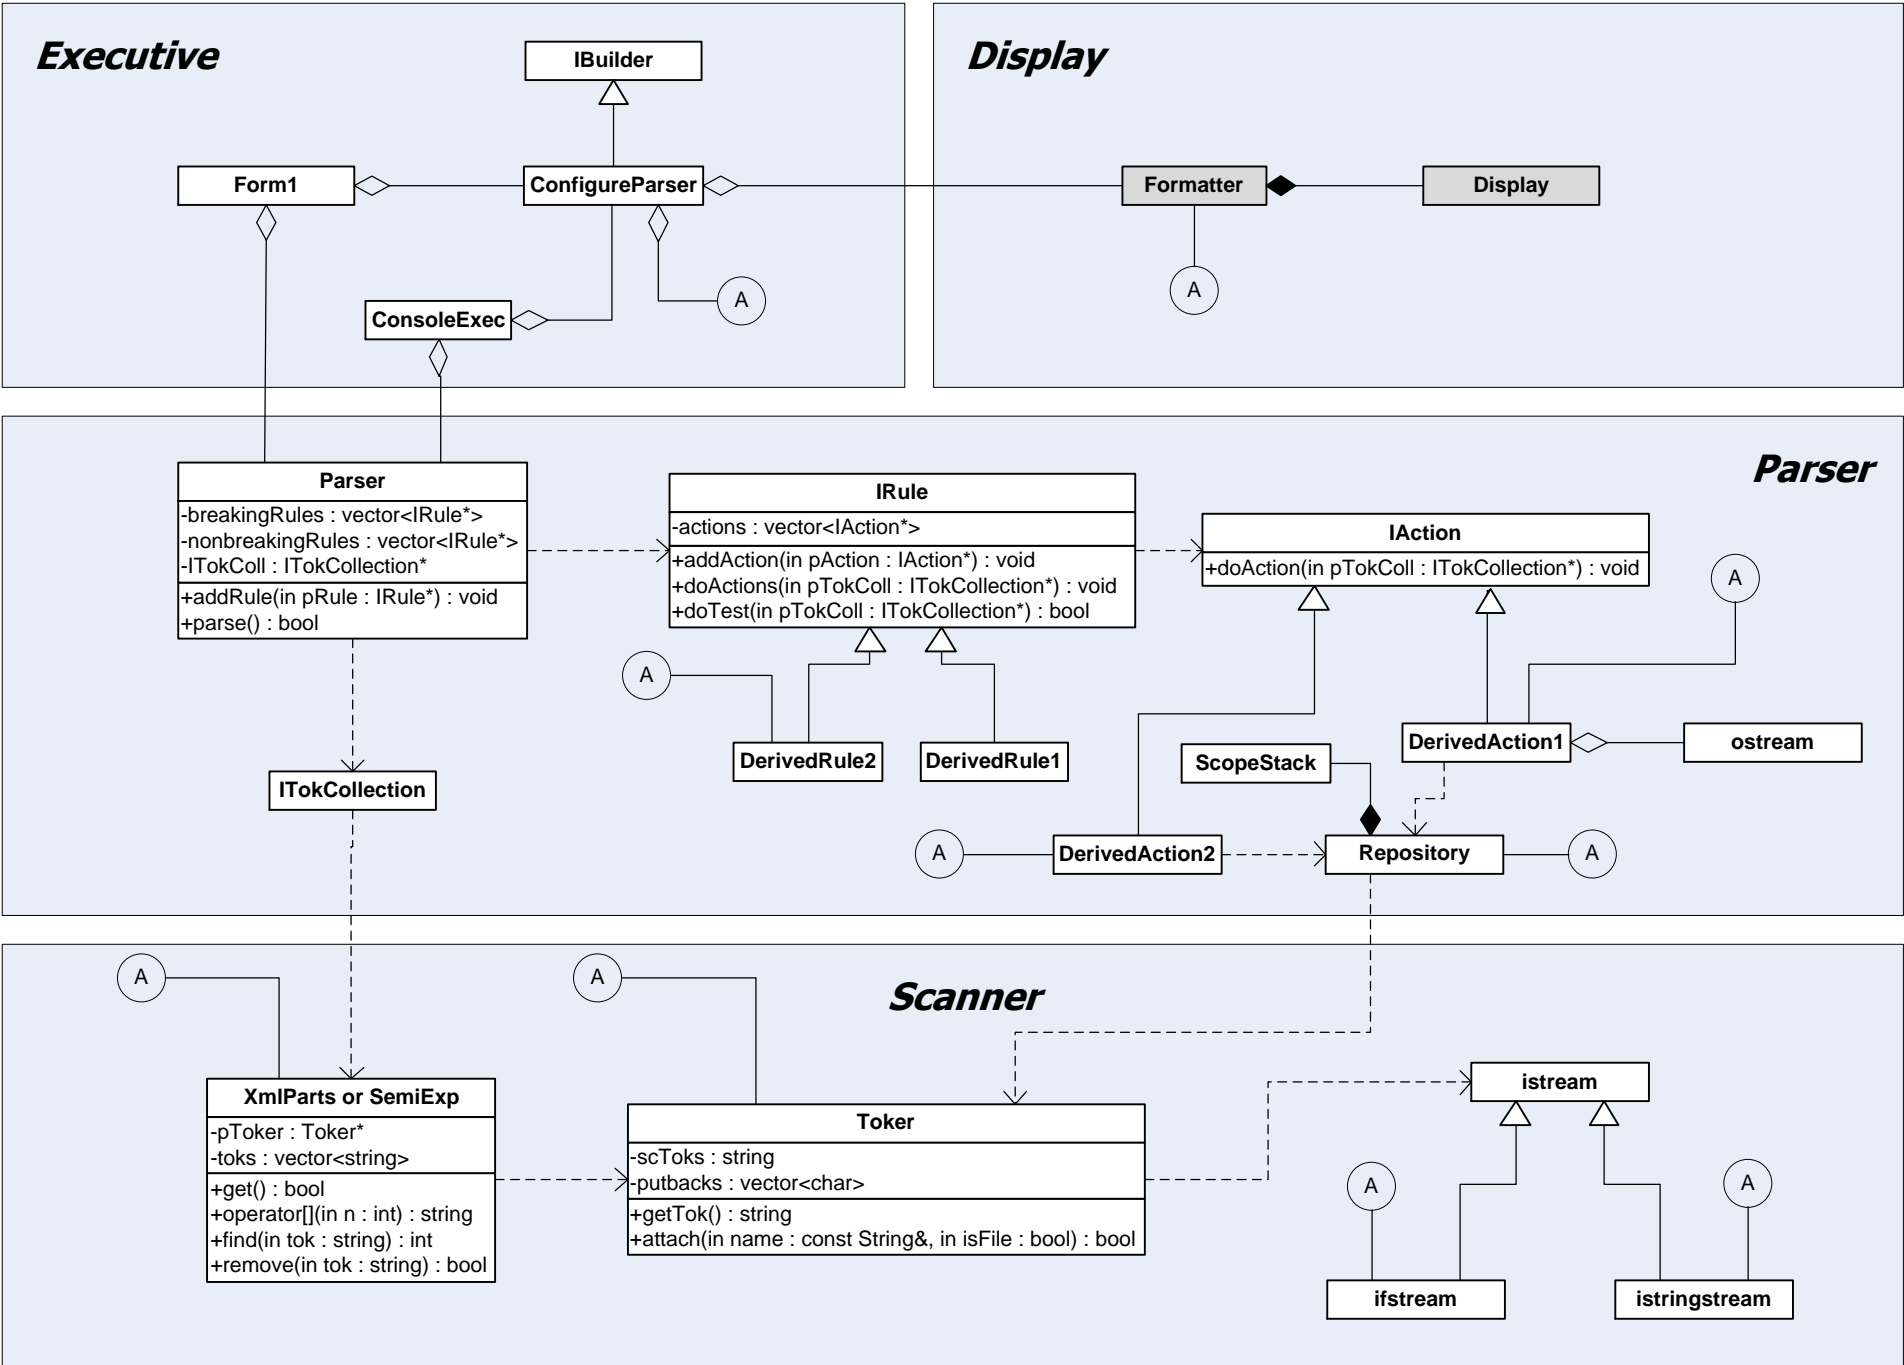 Executive
IBuilder
Form1
ConfigureParser
A
ConsoleExec
Display
Formatter
Display
A
Parser
Parser
-breakingRules : vector<IRule*>
-nonbreakingRules : vector<IRule*>
-ITokColl : ITokCollection*
+addRule(in pRule : IRule*) : void
+parse() : bool
IRule
-actions : vector<IAction*>
+addAction(in pAction : IAction*) : void
+doActions(in pTokColl : ITokCollection*) : void
+doTest(in pTokColl : ITokCollection*) : bool
IAction
+doAction(in pTokColl : ITokCollection*) : void
A
A
DerivedRule2
DerivedRule1
ITokCollection
ScopeStack
DerivedAction1
ostream
A
DerivedAction2
Repository
A
Scanner
A
A
XmlParts or SemiExp
-pToker : Toker*
-toks : vector<string>
+get() : bool
+operator[](in n : int) : string
+find(in tok : string) : int
+remove(in tok : string) : bool
Toker
-scToks : string
-putbacks : vector<char>
+getTok() : string
+attach(in name : const String&, in isFile : bool) : bool
istream
A
A
ifstream
istringstream